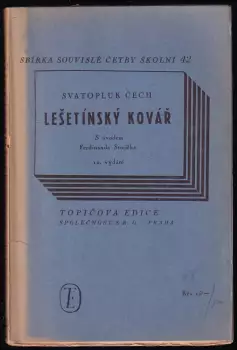 SBÍRKA SOUVISLÉ ČETBY ŠKOLNÍ 42
SVATOPLUK ČECH
LEŠETÍNSKÝ KOVÁŘ
S úvodem
Ferdinanda Strejčka
12. vydání
TOPIČOVA EDICE
SPOLEČNOST S R. O. PRAHA